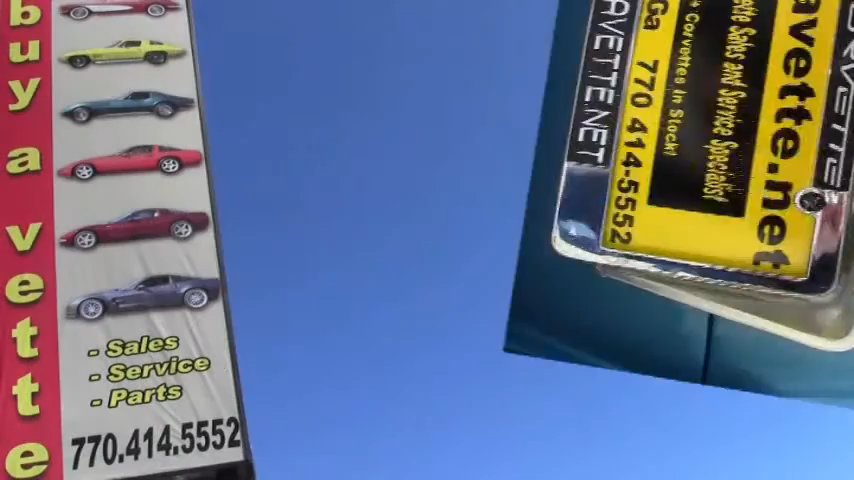 buy a vette
- Sales
- Service
- Parts
770.414.5552
avette.net
ette Sales and Service Specialist
Corvettes In Stock!
Ga 770 414-5552
AVETTE.NET